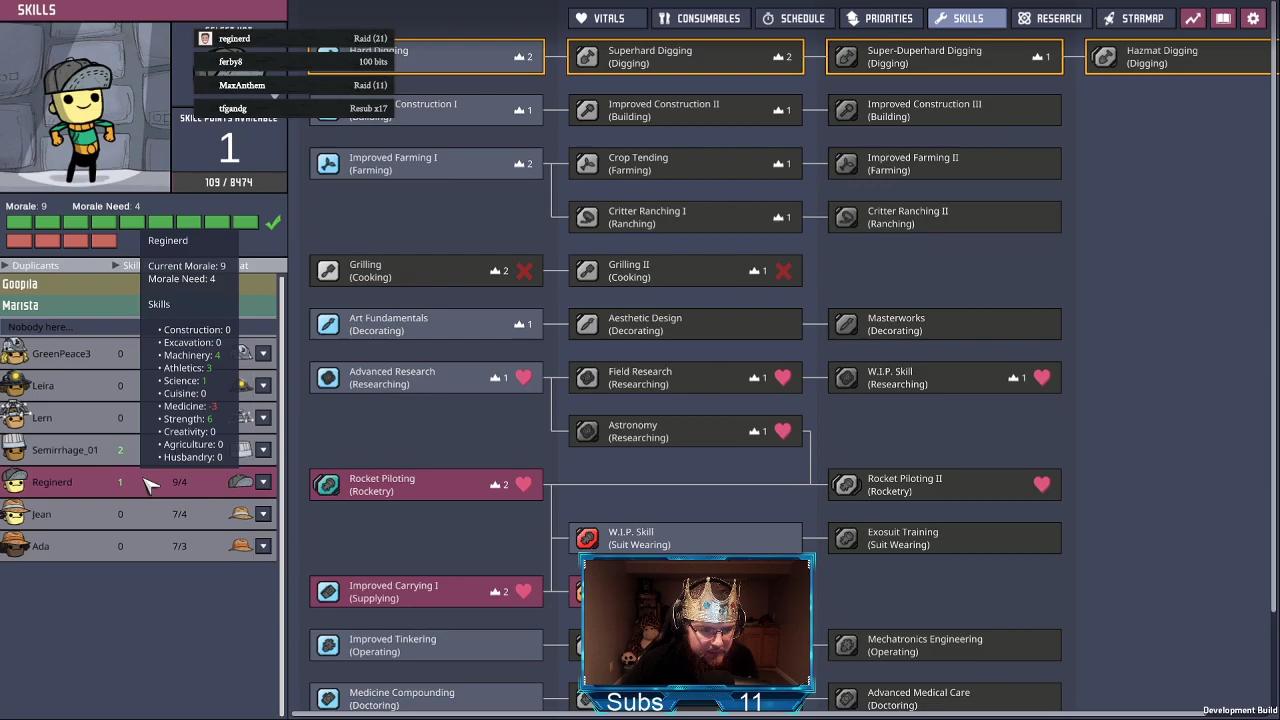 SKILLS
VITALS
CONSUMABLES
SCHEDULE
PRIORITIES
SKILLS
RESEARCH
STARMAP
reginerd Raid (21)
ferby8 100 bits
MaxAnthem Raid (11)
tfgandg Resub x17
SKILL POINTS AVAILABLE
1
109 / 8474
Morale: 9 Morale Need: 4
Reginerd
Current Morale: 9
Morale Need: 4
Skills
• Construction: 0
• Excavation: 0
• Machinery: 4
• Athletics: 3
• Science: 1
• Cuisine: 0
• Medicine: -3
• Strength: 6
• Creativity: 0
• Agriculture: 0
• Husbandry: 0
Duplicants
Goopila
Marista
Nobody here...
GreenPeace3 0
Leira 0
Lern 0
Semirrhage_01 2
Reginerd 1 9/4
Jean 0 7/4
Ada 0 7/3
Hard Digging 2
Superhard Digging
(Digging) 2
Super-Duperhard Digging
(Digging) 1
Hazmat Digging
(Digging)
Construction I
(Building) 1
Improved Construction II
(Building) 1
Improved Construction III
(Building)
Improved Farming I
(Farming) 2
Crop Tending
(Farming) 1
Improved Farming II
(Farming)
Critter Ranching I
(Ranching) 1
Critter Ranching II
(Ranching)
Grilling
(Cooking) 2
Grilling II
(Cooking) 1
Art Fundamentals
(Decorating) 1
Aesthetic Design
(Decorating)
Masterworks
(Decorating)
Advanced Research
(Researching) 1
Field Research
(Researching) 1
W.I.P. Skill
(Researching) 1
Astronomy
(Researching) 1
Rocket Piloting
(Rocketry) 2
Rocket Piloting II
(Rocketry)
W.I.P. Skill
(Suit Wearing)
Exosuit Training
(Suit Wearing)
Improved Carrying I
(Supplying) 2
Improved Tinkering
(Operating)
Mechatronics Engineering
(Operating)
Medicine Compounding
(Doctoring)
Advanced Medical Care
(Doctoring)
Subs 11
Development Build